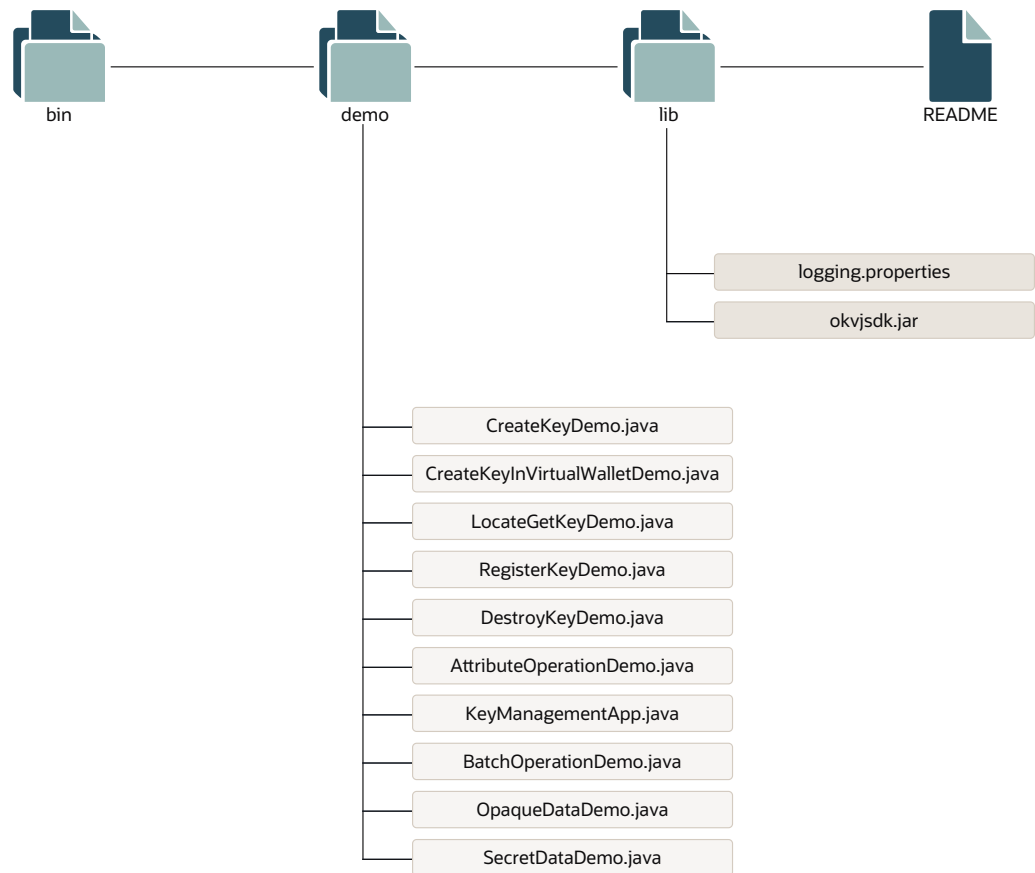 bin
demo
lib
README
logging.properties
okvjsdk.jar
CreateKeyDemo.java
CreateKeyInVirtualWalletDemo.java
LocateGetKeyDemo.java
RegisterKeyDemo.java
DestroyKeyDemo.java
AttributeOperationDemo.java
KeyManagementApp.java
BatchOperationDemo.java
OpaqueDataDemo.java
SecretDataDemo.java